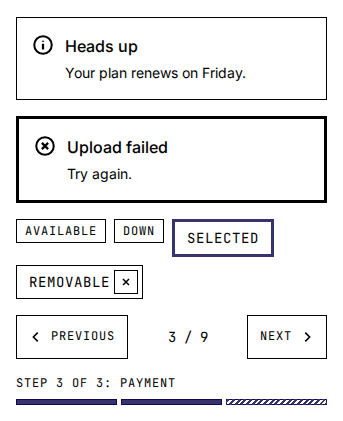 Heads up
Your plan renews on Friday.
Upload failed
Try again.
AVAILABLE DOWN SELECTED
REMOVABLE
PREVIOUS 3 / 9 NEXT
STEP 3 OF 3: PAYMENT